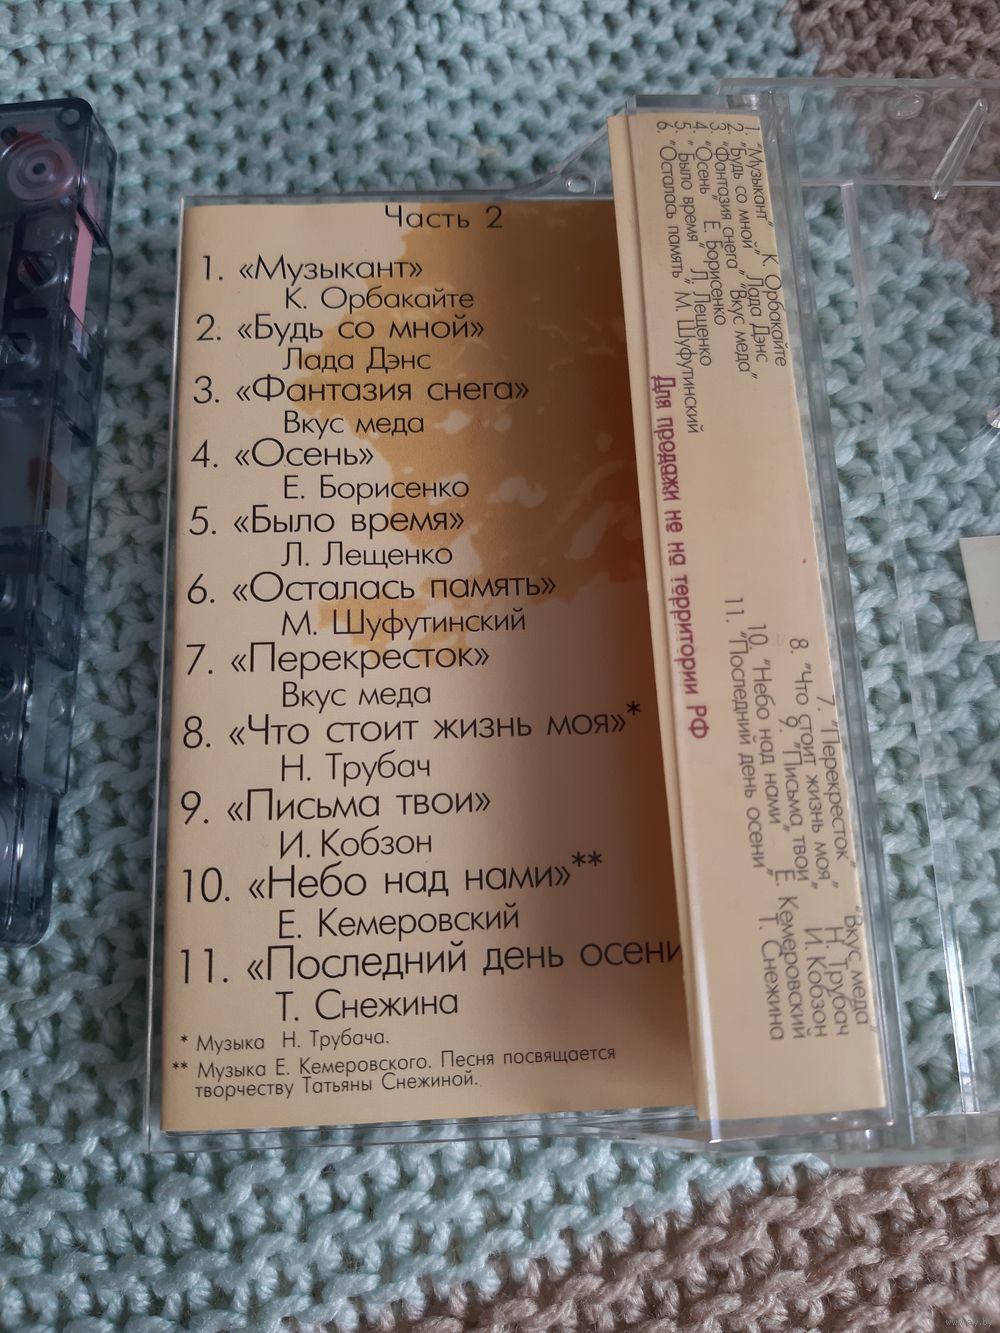 Часть 2
1. «Музыкант»
К. Орбакайте
2. «Будь со мной»
Лада Дэнс
3. «Фантазия снега»
Вкус меда
4. «Осень»
Е. Борисенко
5. «Было время»
Л. Лещенко
6. «Осталась память»
М. Шуфутинский
7. «Перекресток»
Вкус меда
8. «Что стоит жизнь моя»*
Н. Трубач
9. «Письма твои»
И. Кобзон
10. «Небо над нами»**
Е. Кемеровский
11. «Последний день осени
Т. Снежина
* Музыка Н. Трубача.
** Музыка Е. Кемеровского. Песня посвящается
творчеству Татьяны Снежиной.
1. "Музыкант" К. Орбакайте
2. "Будь со мной" Лада Дэнс
3. "Фантазия снега" "Вкус меда"
4. "Осень" Е. Борисенко
5. "Было время" Л. Лещенко
6. "Осталась память" М. Шуфутинский
7. "Перекресток" "Вкус меда"
8. "Что стоит жизнь моя" Н. Трубач
9. "Письма твои" И. Кобзон
10. "Небо над нами" Е. Кемеровский
11. "Последний день осени" Т. Снежина
Для продажи не на территории РФ